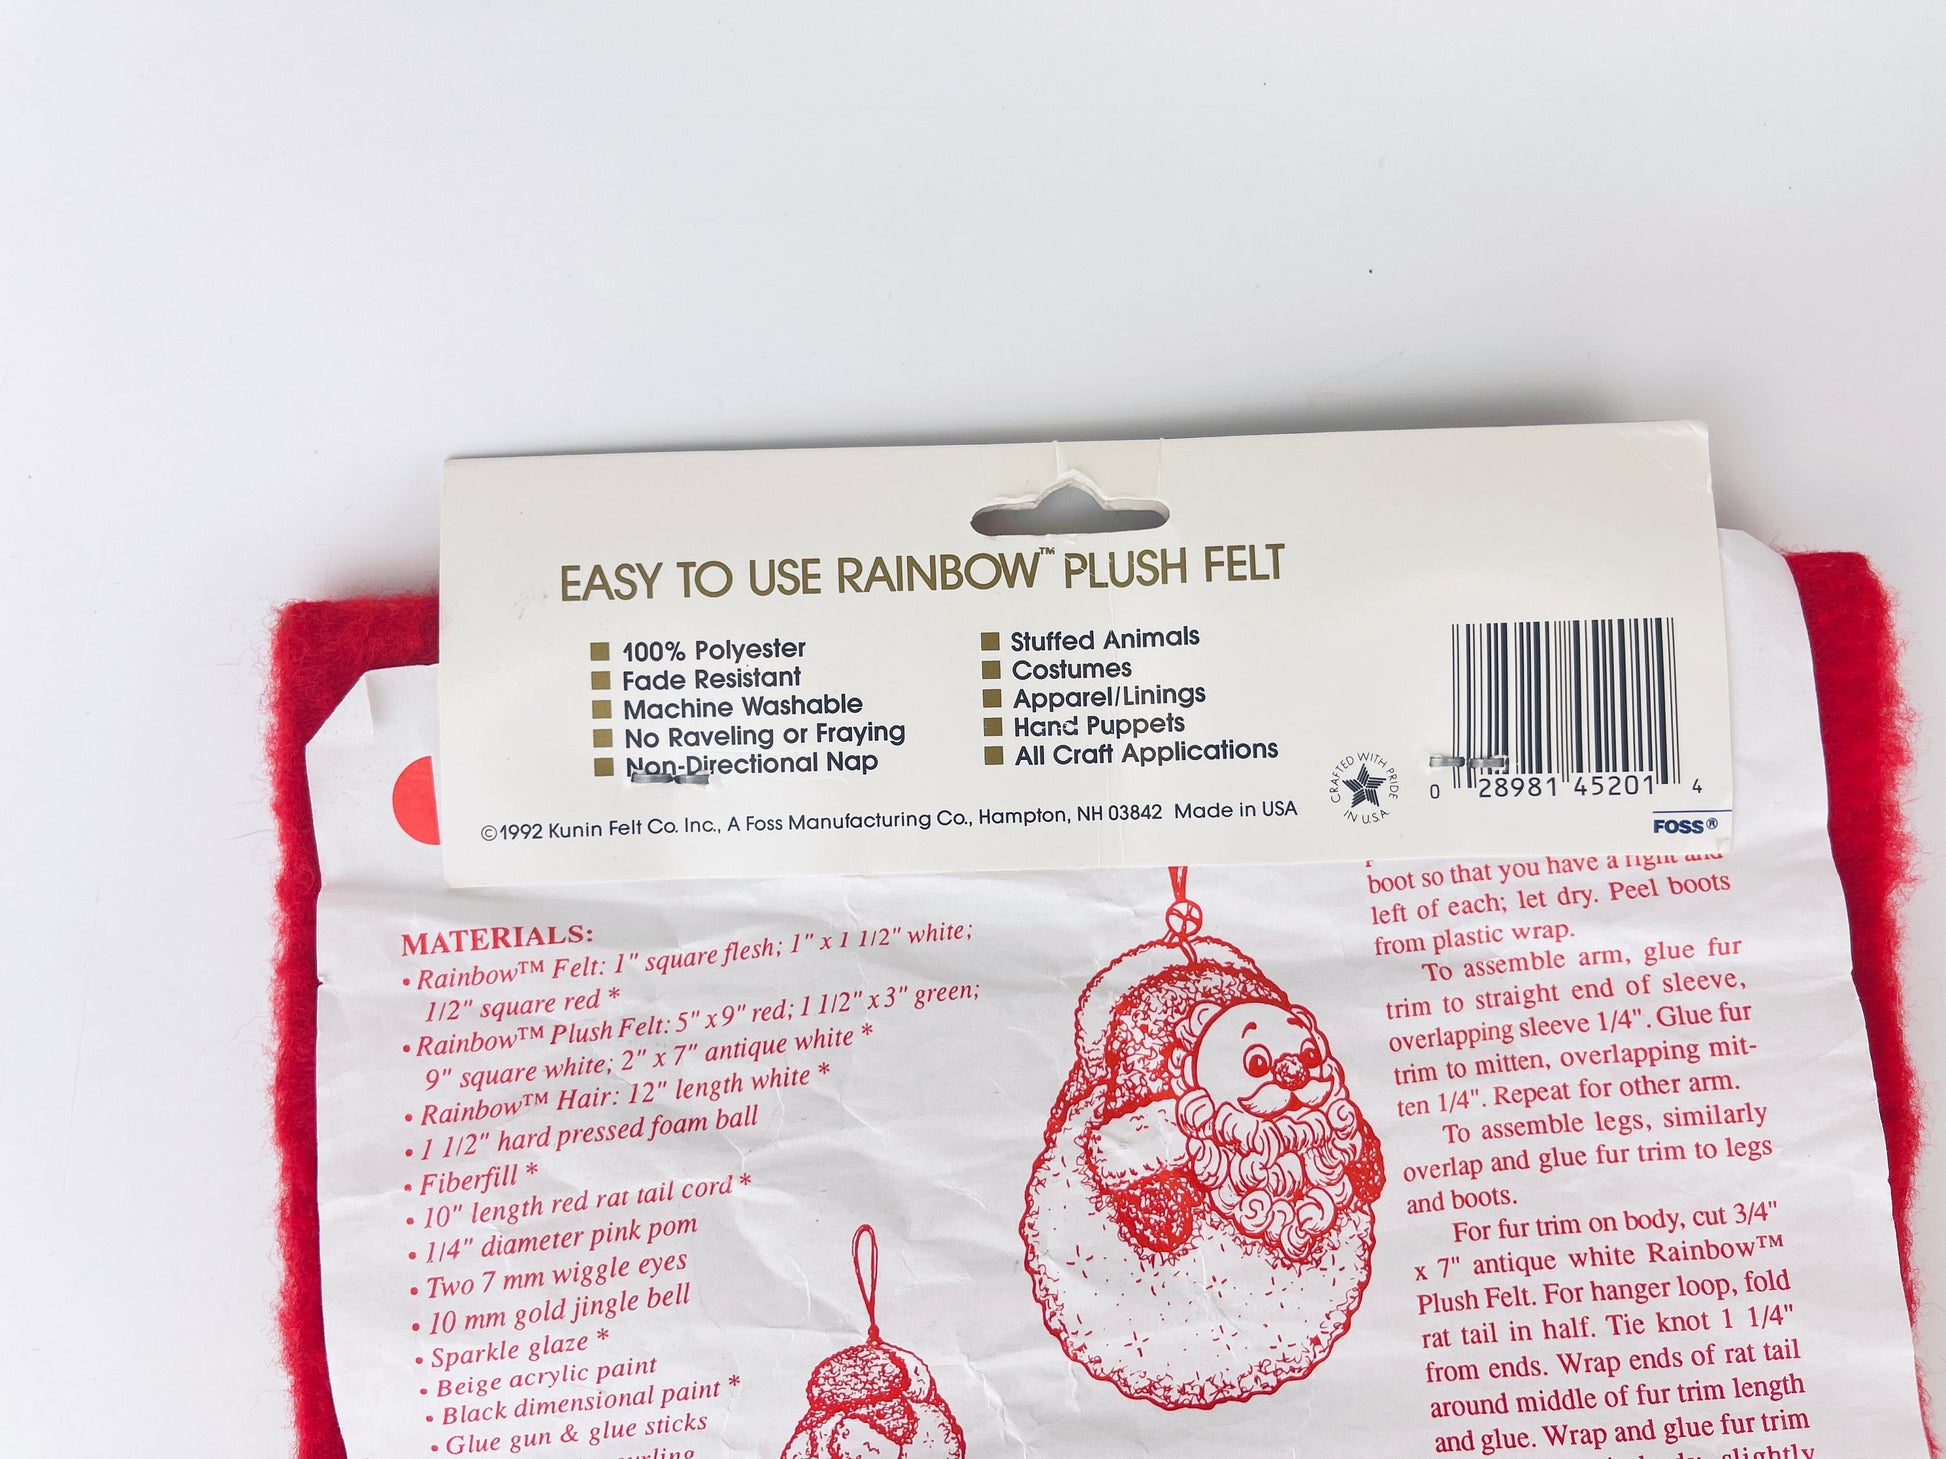 EASY TO USE RAINBOW™ PLUSH FELT
100% Polyester
Fade Resistant
Machine Washable
No Raveling or Fraying
Non-Directional Nap
Stuffed Animals
Costumes
Apparel/Linings
Hand Puppets
All Craft Applications
©1992 Kunin Felt Co. Inc., A Foss Manufacturing Co., Hampton, NH 03842 Made in USA
CRAFTED WITH PRIDE IN U.S.A.
0 28981 45201 4
FOSS®
MATERIALS:
• Rainbow™ Felt: 1" square flesh; 1" x 1 1/2" white;
1/2" square red *
• Rainbow™ Plush Felt: 5" x 9" red; 1 1/2" x 3" green;
9" square white; 2" x 7" antique white *
• Rainbow™ Hair: 12" length white *
• 1 1/2" hard pressed foam ball
• Fiberfill *
• 10" length red rat tail cord *
• 1/4" diameter pink pom
• Two 7 mm wiggle eyes
• 10 mm gold jingle bell
• Sparkle glaze *
• Beige acrylic paint
• Black dimensional paint *
• Glue gun & glue sticks
boot so that you have a right and
left of each; let dry. Peel boots
from plastic wrap.
To assemble arm, glue fur
trim to straight end of sleeve,
overlapping sleeve 1/4". Glue fur
trim to mitten, overlapping mit-
ten 1/4". Repeat for other arm.
To assemble legs, similarly
overlap and glue fur trim to legs
and boots.
For fur trim on body, cut 3/4"
x 7" antique white Rainbow™
Plush Felt. For hanger loop, fold
rat tail in half. Tie knot 1 1/4"
from ends. Wrap ends of rat tail
around middle of fur trim length
and glue. Wrap and glue fur trim
slightly